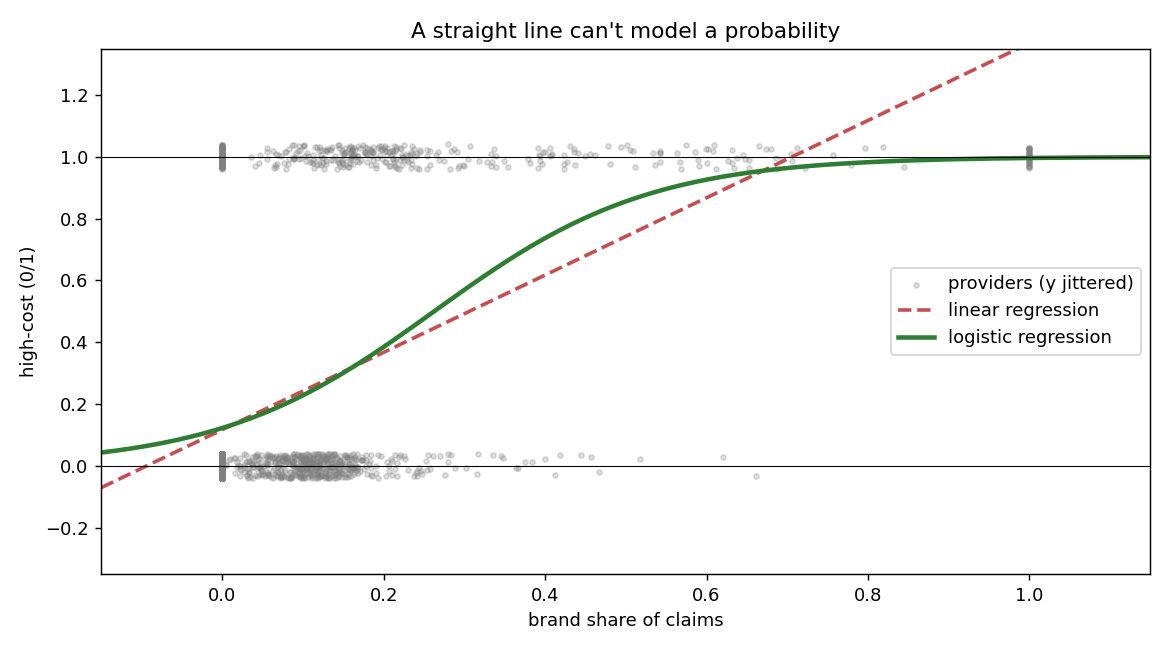 A straight line can't model a probability
1.2
1.0
0.8
0.6
0.4
0.2
0.0
−0.2
high-cost (0/1)
providers (y jittered)
linear regression
logistic regression
0.0 0.2 0.4 0.6 0.8 1.0
brand share of claims